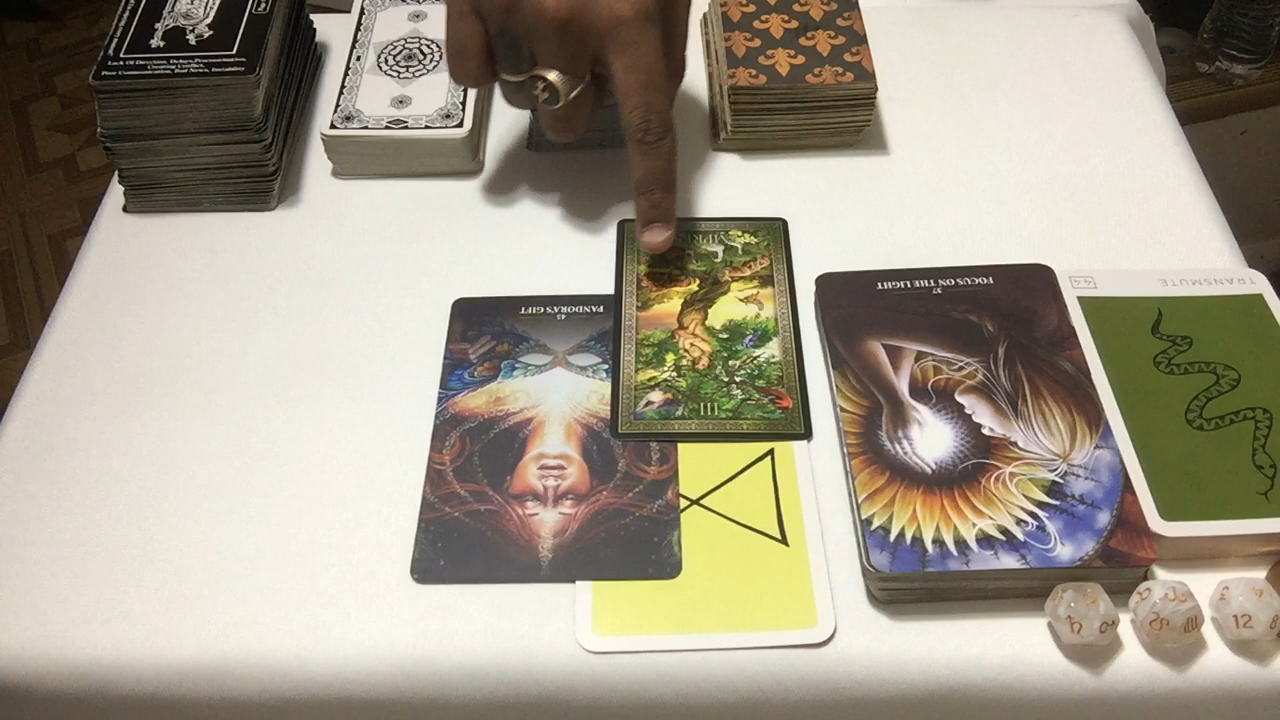 Lack Of Direction, Delays,Procrastination,
Creating Conflict,
Poor Communication, Bad News, Instability
43
PANDORA'S GIFT
III
37
FOCUS ON THE LIGHT
44
TRANSMUTE
12